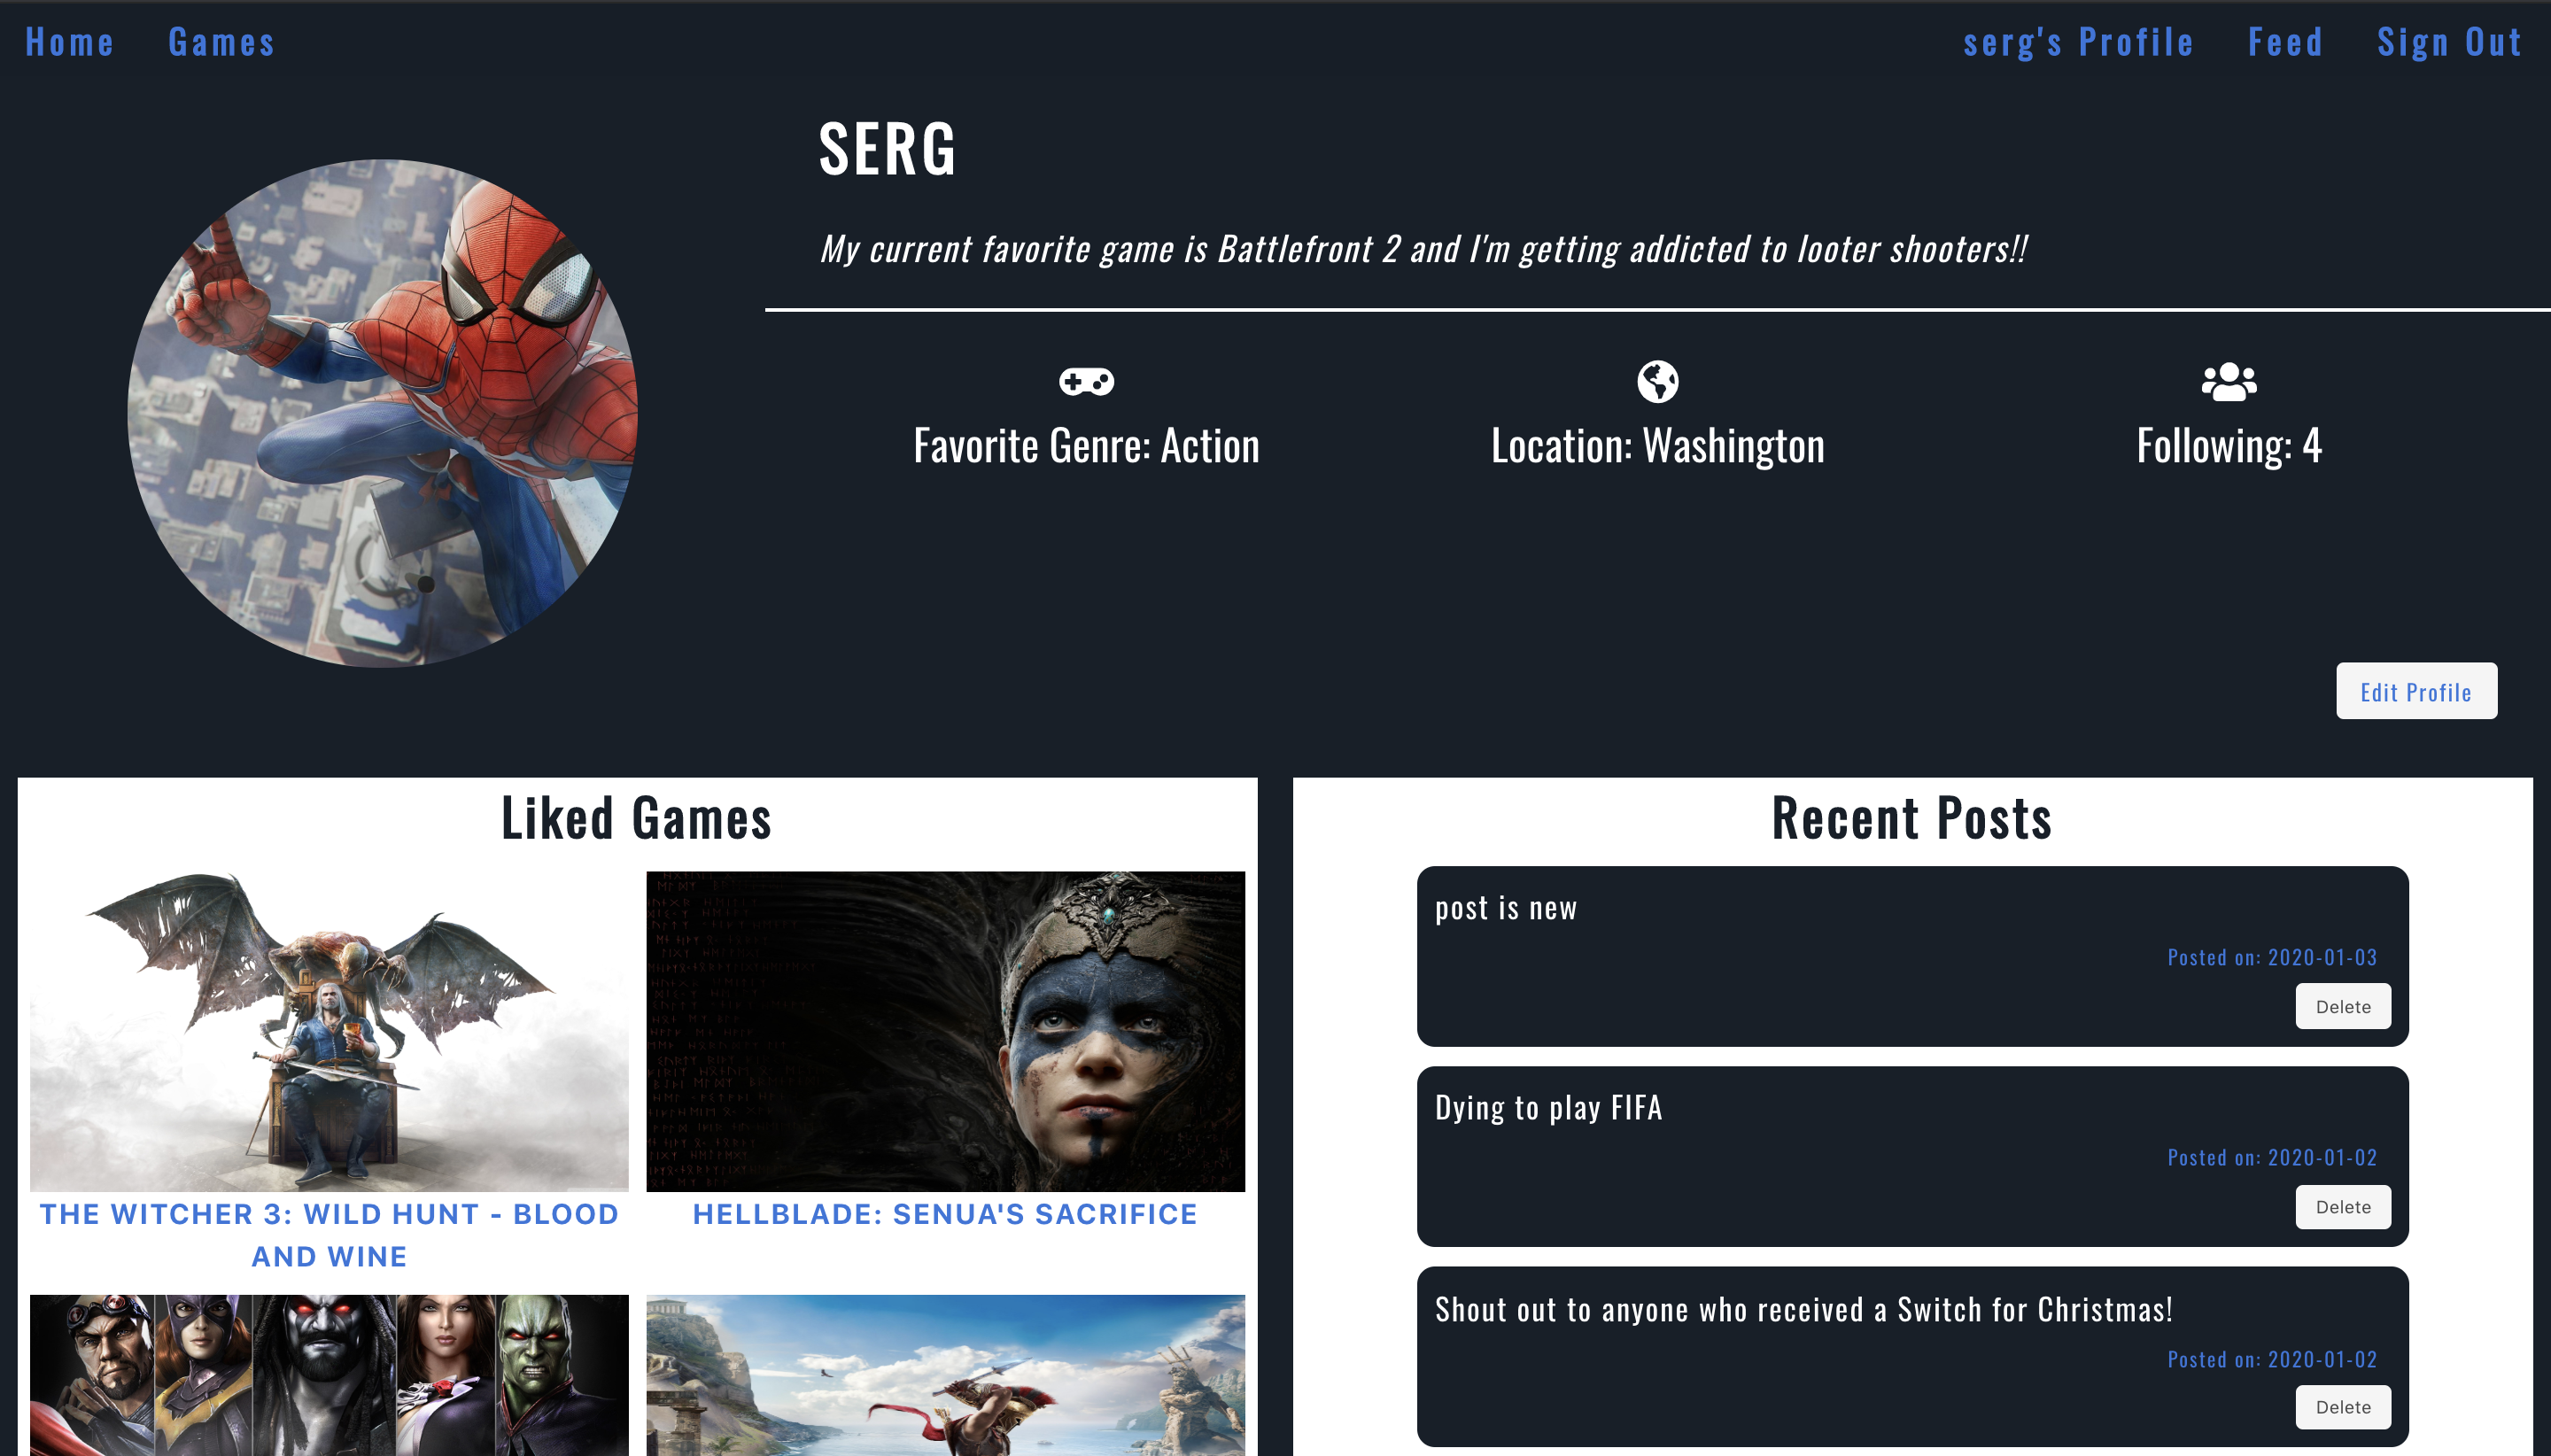 Home Games serg's Profile Feed Sign Out
SERG
My current favorite game is Battlefront 2 and I'm getting addicted to looter shooters!!
Favorite Genre: Action
Location: Washington
Following: 4
Edit Profile
Liked Games
THE WITCHER 3: WILD HUNT - BLOOD
AND WINE
HELLBLADE: SENUA'S SACRIFICE
Recent Posts
post is new
Posted on: 2020-01-03
Delete
Dying to play FIFA
Posted on: 2020-01-02
Delete
Shout out to anyone who received a Switch for Christmas!
Posted on: 2020-01-02
Delete